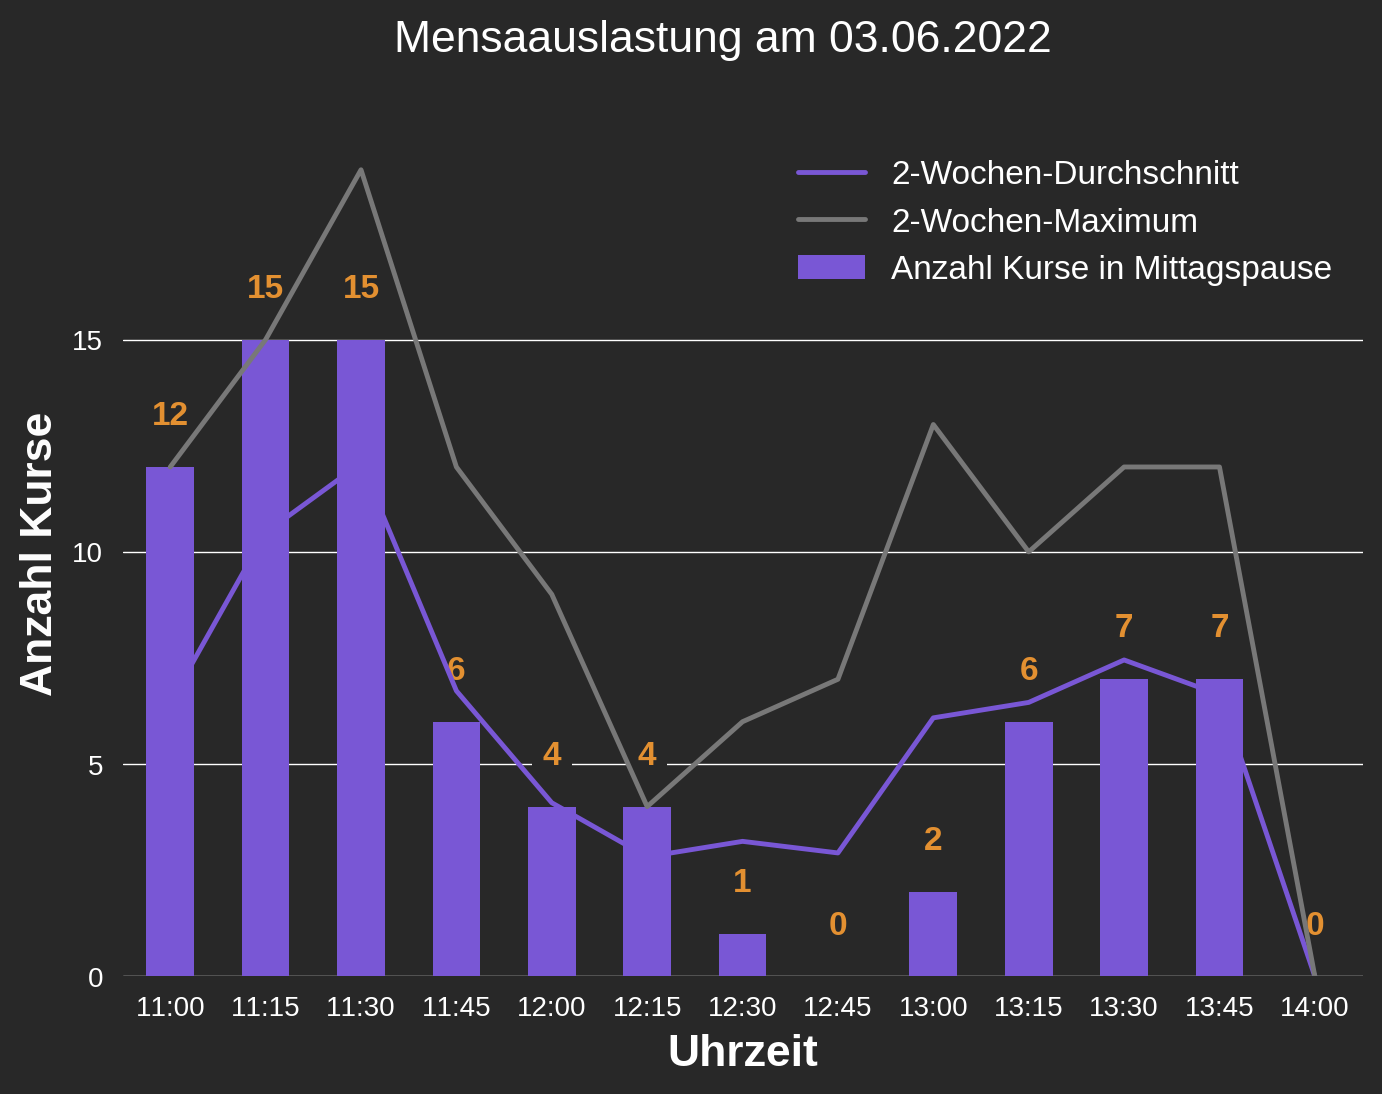 Mensaauslastung am 03.06.2022
2-Wochen-Durchschnitt
2-Wochen-Maximum
Anzahl Kurse in Mittagspause
15 15
15
12
10
Anzahl Kurse
7 7
6 6
4 4
5
2
1
0 0
0
11:00 11:15 11:30 11:45 12:00 12:15 12:30 12:45 13:00 13:15 13:30 13:45 14:00
Uhrzeit